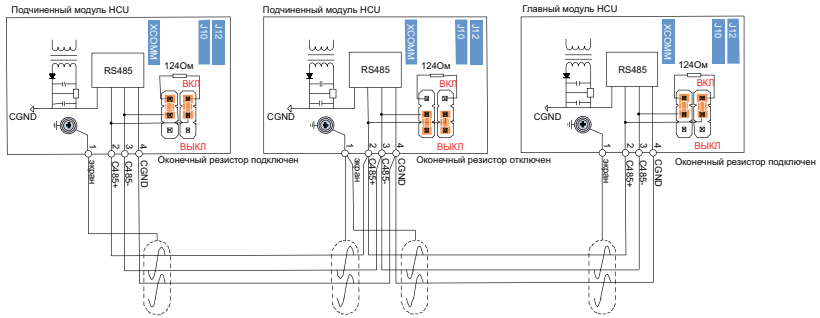 Подчиненный модуль HCU
XCOMM
J10
J12
124Ом
RS485
ВКЛ
CGND
ВЫКЛ
1
2
3
4
Оконечный резистор подключен
экран
C485+
C485-
CGND
Подчиненный модуль HCU
XCOMM
J10
J12
124Ом
RS485
ВКЛ
CGND
ВЫКЛ
1
2
3
4
Оконечный резистор отключен
экран
C485+
C485-
CGND
Главный модуль HCU
XCOMM
J10
J12
124Ом
RS485
ВКЛ
CGND
ВЫКЛ
1
2
3
4
Оконечный резистор подключен
экран
C485+
C485-
CGND